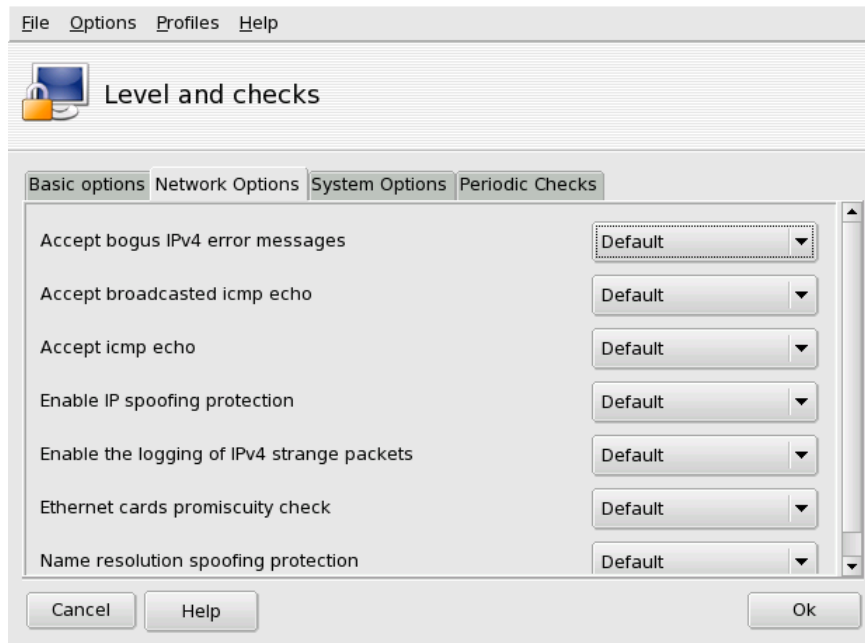 File Options Profiles Help
Level and checks
Basic options Network Options System Options Periodic Checks
Accept bogus IPv4 error messages Default
Accept broadcasted icmp echo Default
Accept icmp echo Default
Enable IP spoofing protection Default
Enable the logging of IPv4 strange packets Default
Ethernet cards promiscuity check Default
Name resolution spoofing protection Default
Cancel Help Ok